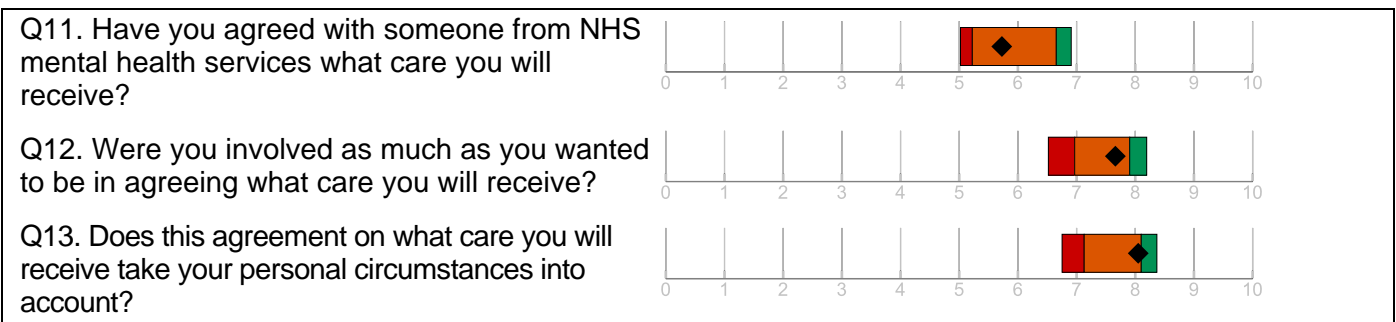 Q11. Have you agreed with someone from NHS
mental health services what care you will
receive?
0 1 2 3 4 5 6 7 8 9 10
Q12. Were you involved as much as you wanted
to be in agreeing what care you will receive?
0 1 2 3 4 5 6 7 8 9 10
Q13. Does this agreement on what care you will
receive take your personal circumstances into
account?
0 1 2 3 4 5 6 7 8 9 10